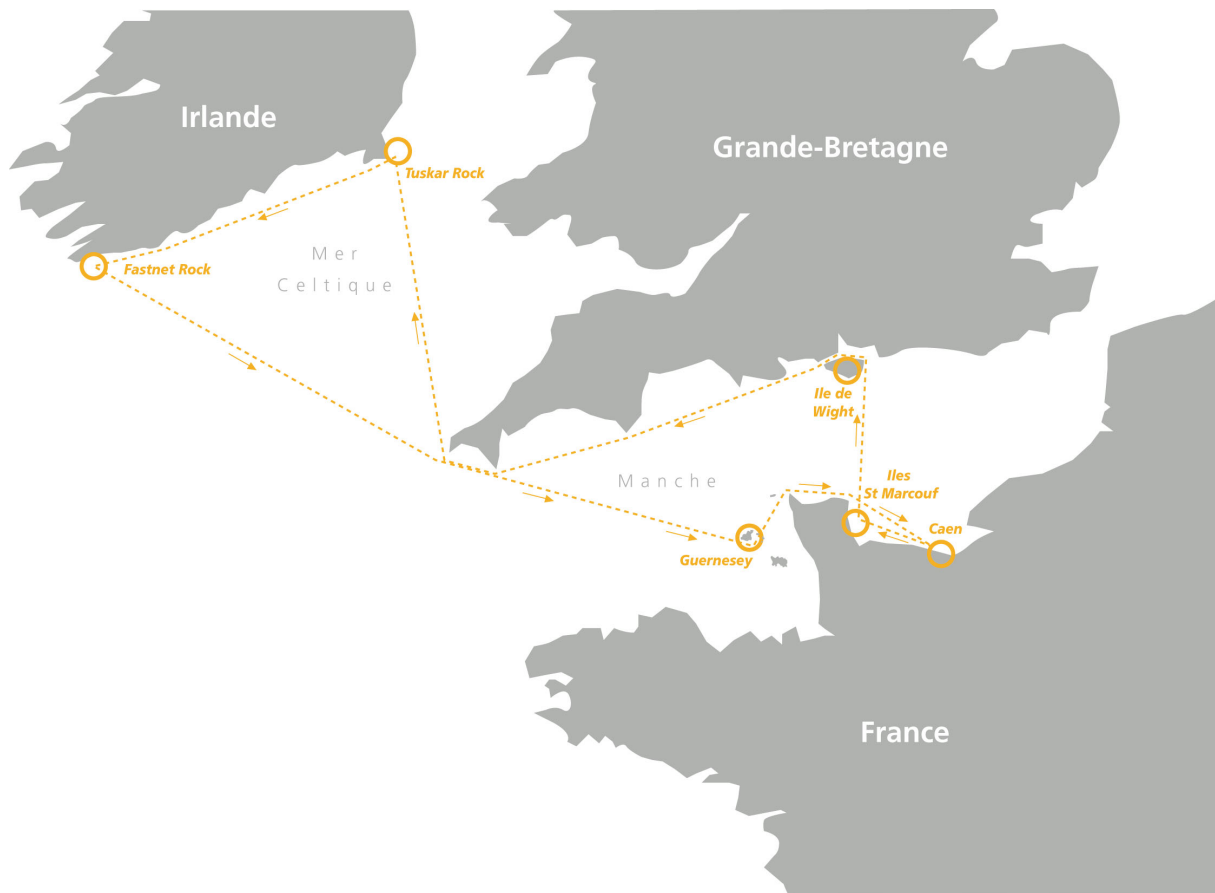 Irlande
Grande-Bretagne
Tuskar Rock
Mer
Celtique
Fastnet Rock
Ile de
Wight
Manche
Iles
St Marcouf
Caen
Guernesey
France